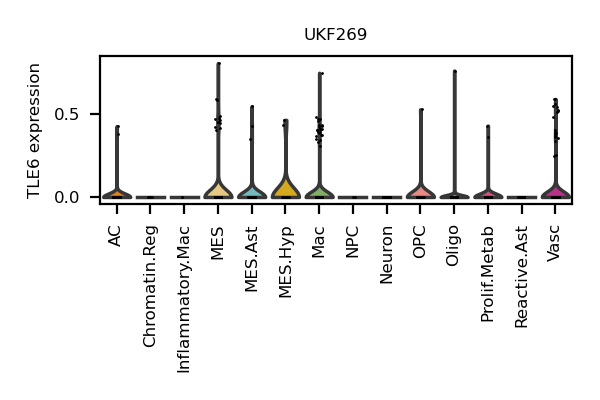 UKF269
TLE6 expression
0.5
0.0
AC
Chromatin.Reg
Inflammatory.Mac
MES
MES.Ast
MES.Hyp
Mac
NPC
Neuron
OPC
Oligo
Prolif.Metab
Reactive.Ast
Vasc